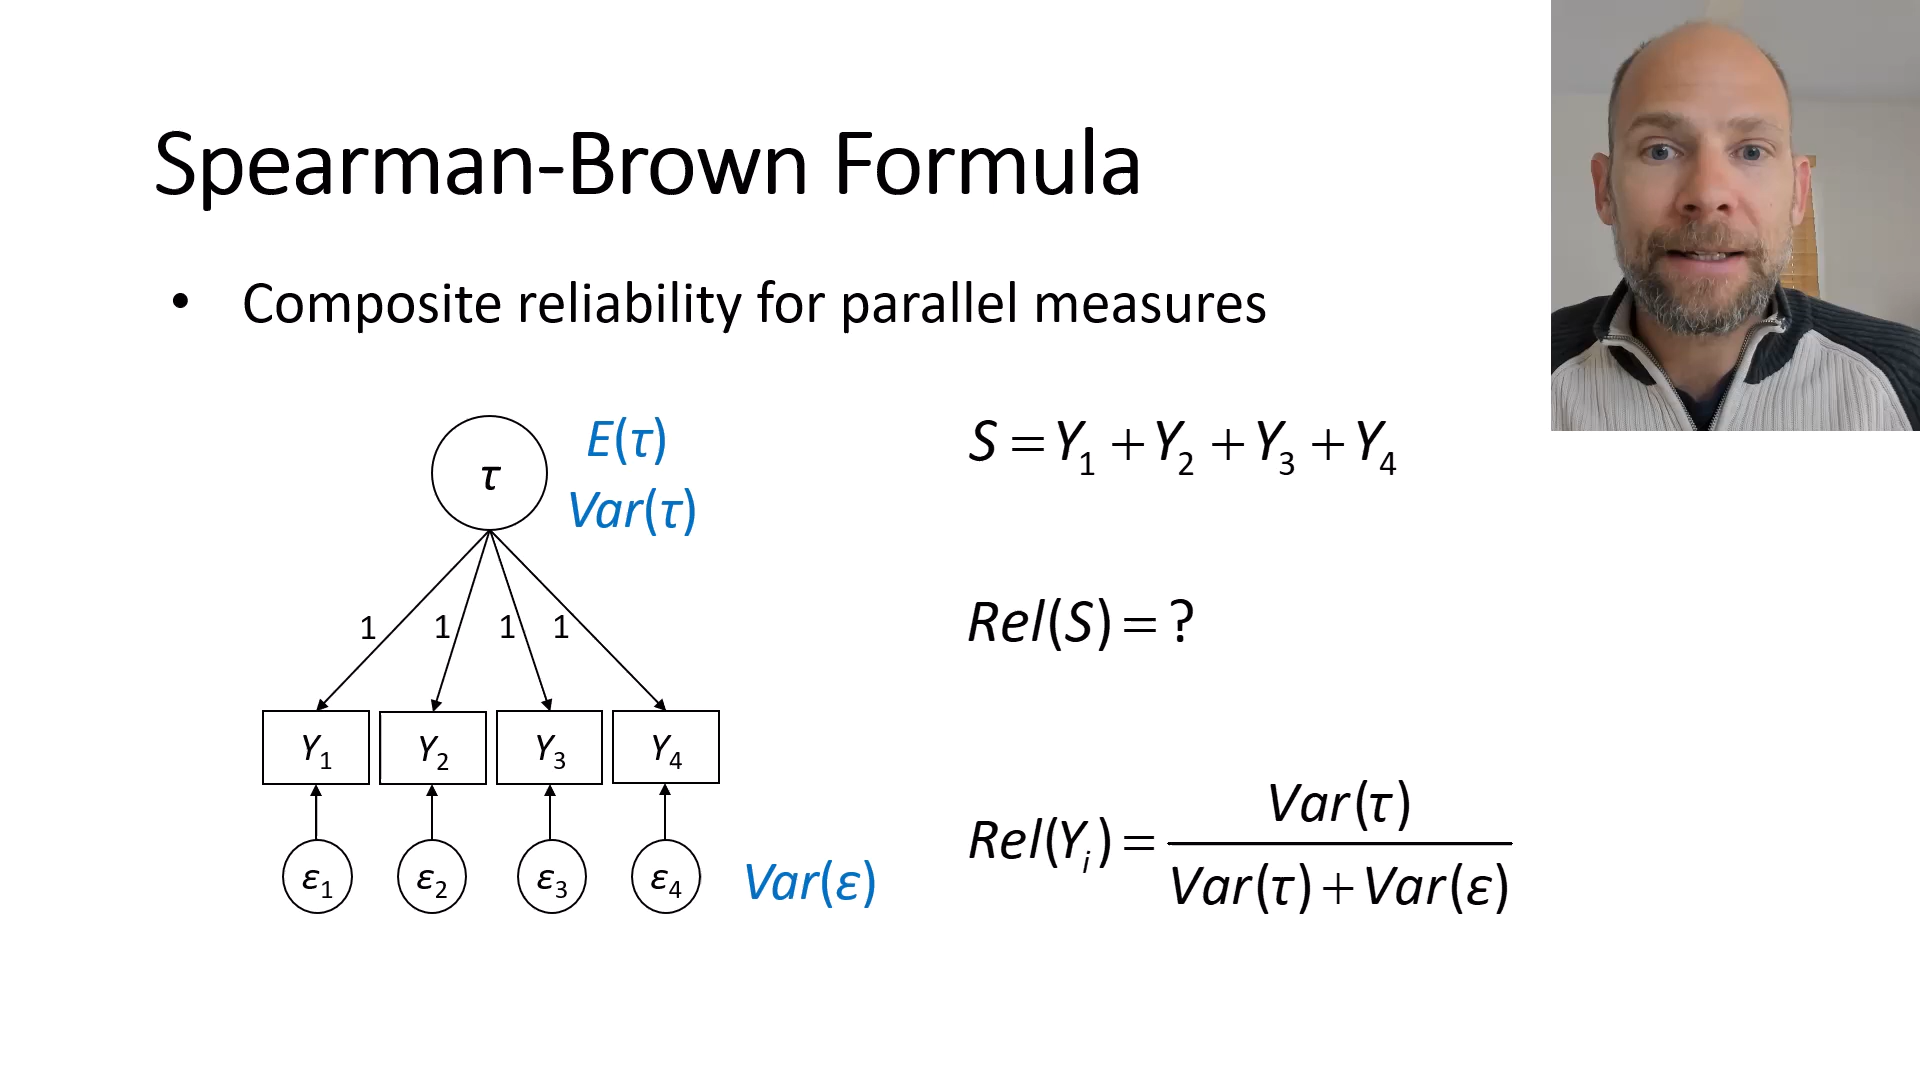 Spearman-Brown Formula
• Composite reliability for parallel measures
τ
E(τ)
Var(τ)
1 1 1 1
Y1 Y2 Y3 Y4
ε1 ε2 ε3 ε4
Var(ε)
S = Y1 + Y2 + Y3 + Y4
Rel(S) = ?
Rel(Yi) =
Var(τ)
Var(τ) + Var(ε)